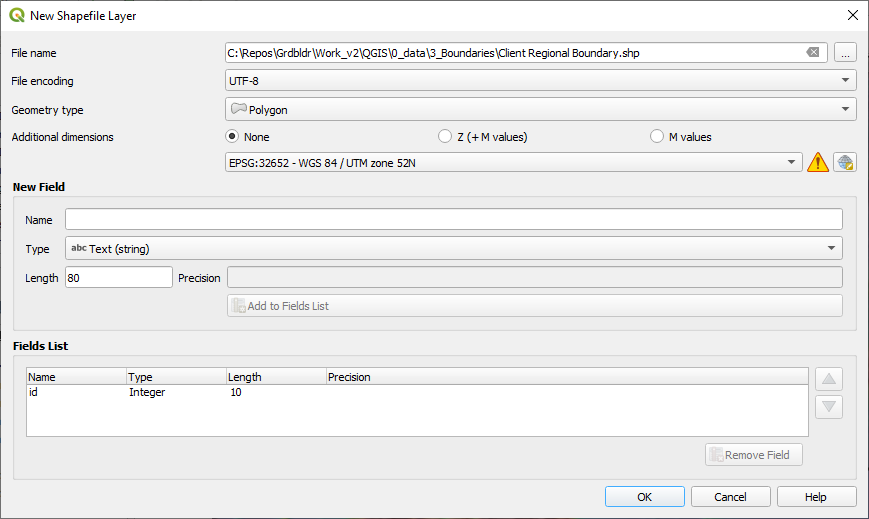 New Shapefile Layer
File name C:\Repos\Grdbldr\Work_v2\QGIS\0_data\3_Boundaries\Client Regional Boundary.shp ...
File encoding UTF-8
Geometry type Polygon
Additional dimensions None Z (+ M values) M values
EPSG:32652 - WGS 84 / UTM zone 52N
New Field
Name
Type abc Text (string)
Length 80 Precision
Add to Fields List
Fields List
Name Type Length Precision
id Integer 10
Remove Field
OK Cancel Help